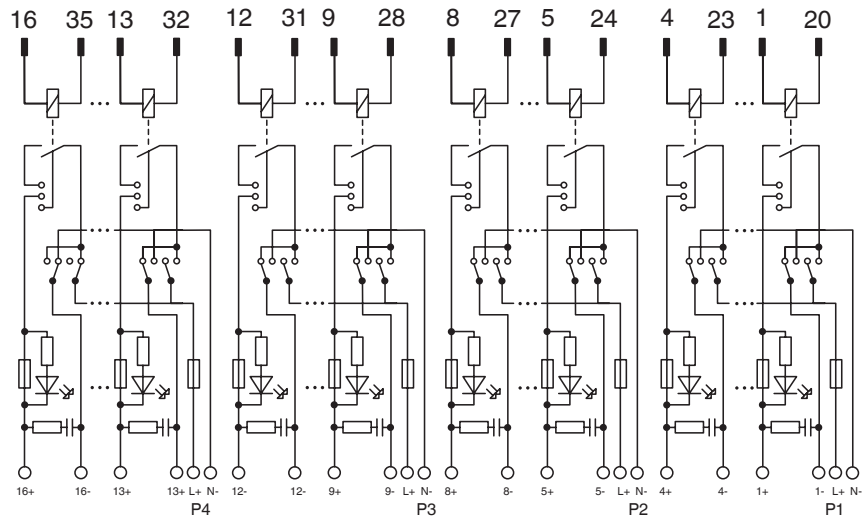 16 35 13 32 12 31 9 28 8 27 5 24 4 23 1 20
16+ 16- 13+ 13+ L+ N- 12- 12- 9+ 9- L+ N- 8+ 8- 5+ 5- L+ N- 4+ 4- 1+ 1- L+ N-
P4 P3 P2 P1